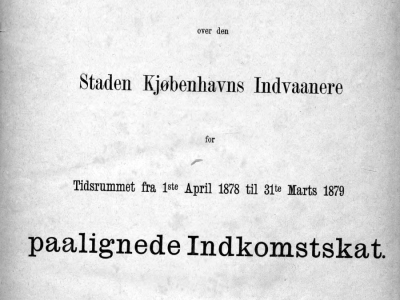 over den
Staden Kjøbenhavns Indvaanere
for
Tidsrummet fra 1ste April 1878 til 31te Marts 1879
paalignede Indkomstskat.